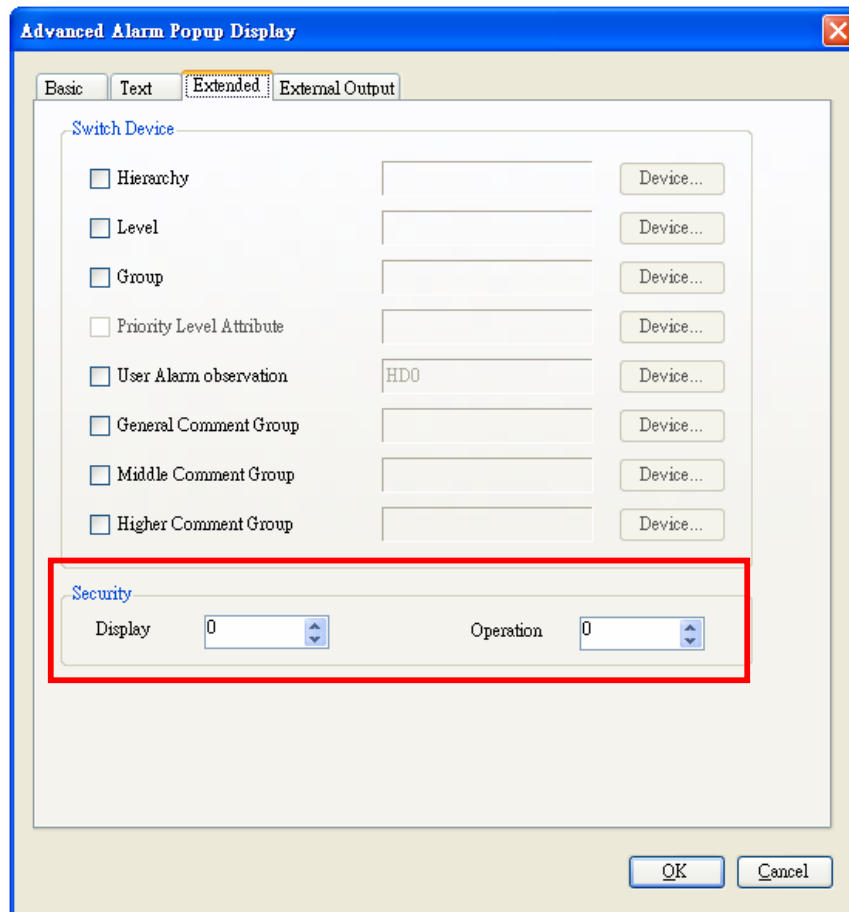 Advanced Alarm Popup Display
Basic Text Extended External Output
Switch Device
Hierarchy Device...
Level Device...
Group Device...
Priority Level Attribute Device...
User Alarm observation HD0 Device...
General Comment Group Device...
Middle Comment Group Device...
Higher Comment Group Device...
Security
Display 0 Operation 0
OK Cancel